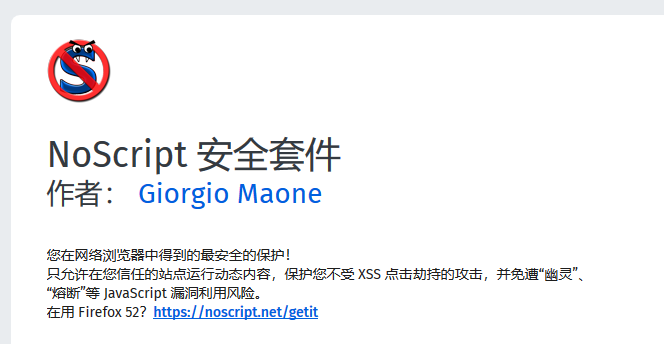 NoScript 安全套件
作者： Giorgio Maone
您在网络浏览器中得到的最安全的保护！
只允许在您信任的站点运行动态内容，保护您不受 XSS 点击劫持的攻击，并免遭“幽灵”、
“熔断”等 JavaScript 漏洞利用风险。
在用 Firefox 52？https://noscript.net/getit